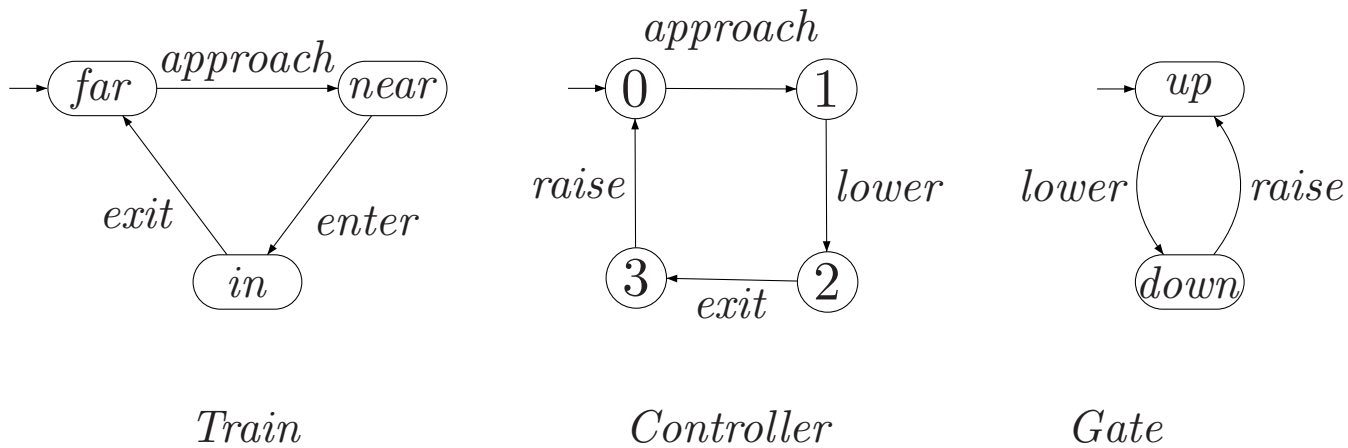 approach
approach
far
near
0
1
up
raise
lower
lower
raise
exit
enter
in
3
2
down
exit
Train
Controller
Gate